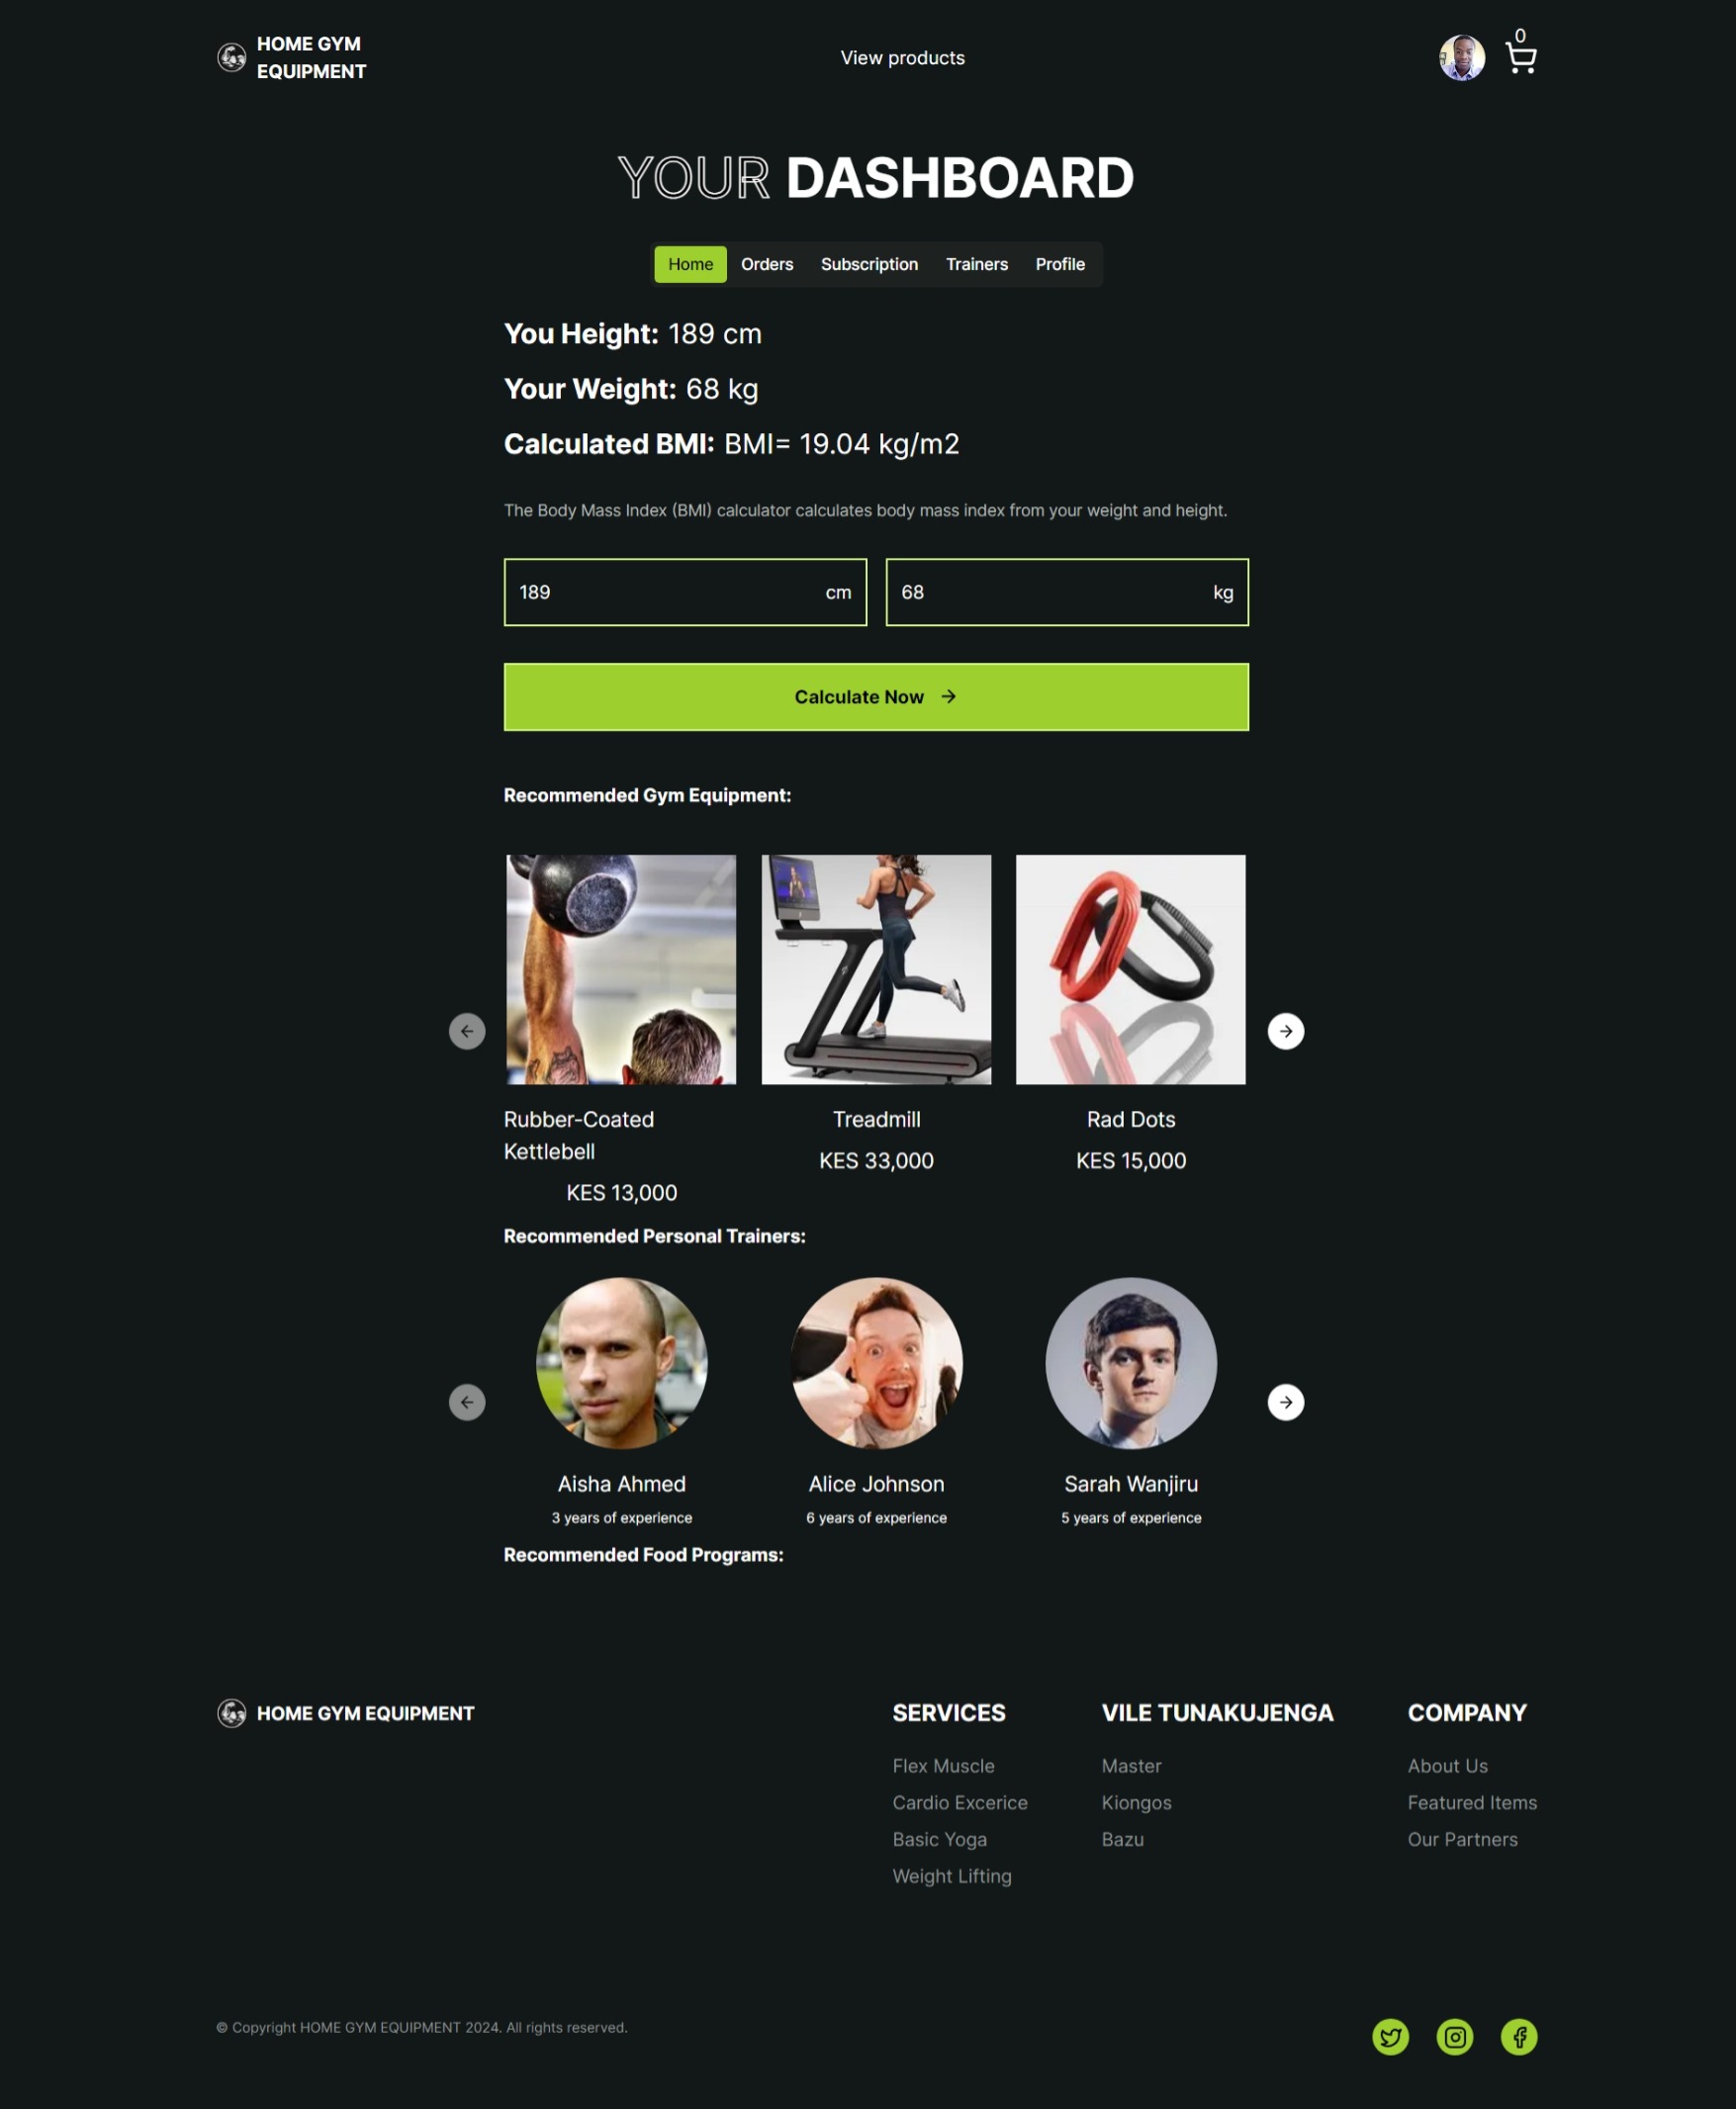 HOME GYM
EQUIPMENT
View products
0
YOUR DASHBOARD
Home Orders Subscription Trainers Profile
You Height: 189 cm
Your Weight: 68 kg
Calculated BMI: BMI= 19.04 kg/m2
The Body Mass Index (BMI) calculator calculates body mass index from your weight and height.
189 cm 68 kg
Calculate Now
Recommended Gym Equipment:
Rubber-Coated
Kettlebell
KES 13,000
Treadmill
KES 33,000
Rad Dots
KES 15,000
Recommended Personal Trainers:
Aisha Ahmed
3 years of experience
Alice Johnson
6 years of experience
Sarah Wanjiru
5 years of experience
Recommended Food Programs:
HOME GYM EQUIPMENT
SERVICES
Flex Muscle
Cardio Excerice
Basic Yoga
Weight Lifting
VILE TUNAKUJENGA
Master
Kiongos
Bazu
COMPANY
About Us
Featured Items
Our Partners
© Copyright HOME GYM EQUIPMENT 2024. All rights reserved.